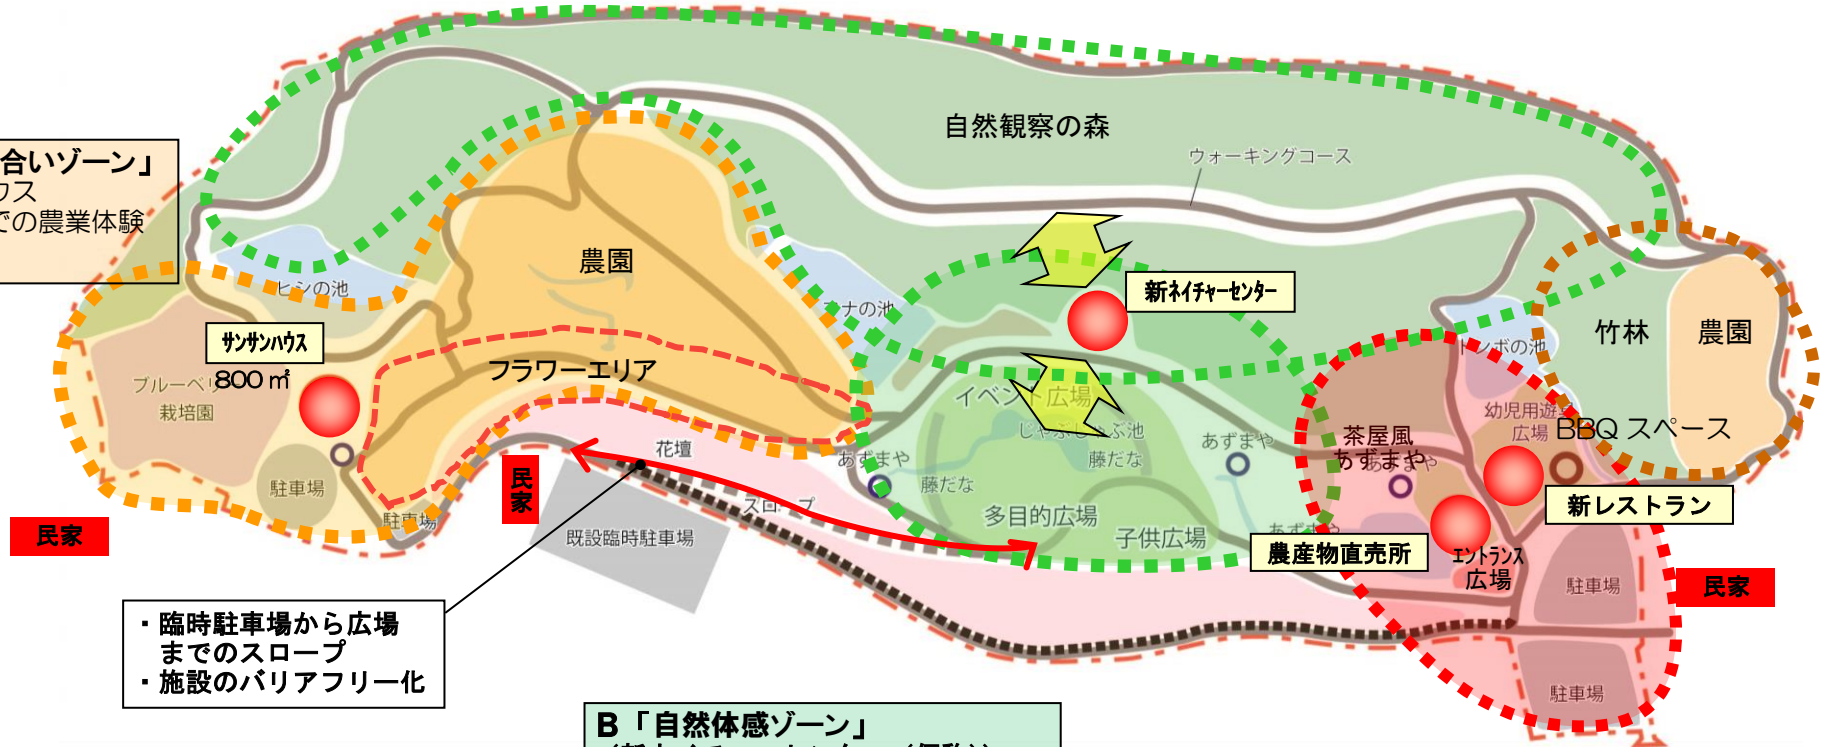 自然観察の森
ウォーキングコース
合いゾーン」
ウス
での農業体験
農園
ヒシの池
新ネイチャーセンター
サンサンハウス
800㎡
ブルーベリ
栽培園
フラワーエリア
ナの池
イベント広場
じゃぶじゃぶ池
藤だな
あずまや
トンボの池
竹林
農園
幼児用遊具
広場
BBQスペース
茶屋風
あずまや
あずまや
花壇
あずまや
藤だな
スロープ
多目的広場
子供広場
あずまや
新レストラン
農産物直売所
エントランス
広場
駐車場
駐車場
民家
民家
既設臨時駐車場
駐車場
民家
駐車場
・臨時駐車場から広場
までのスロープ
・施設のバリアフリー化
B「自然体感ゾーン」